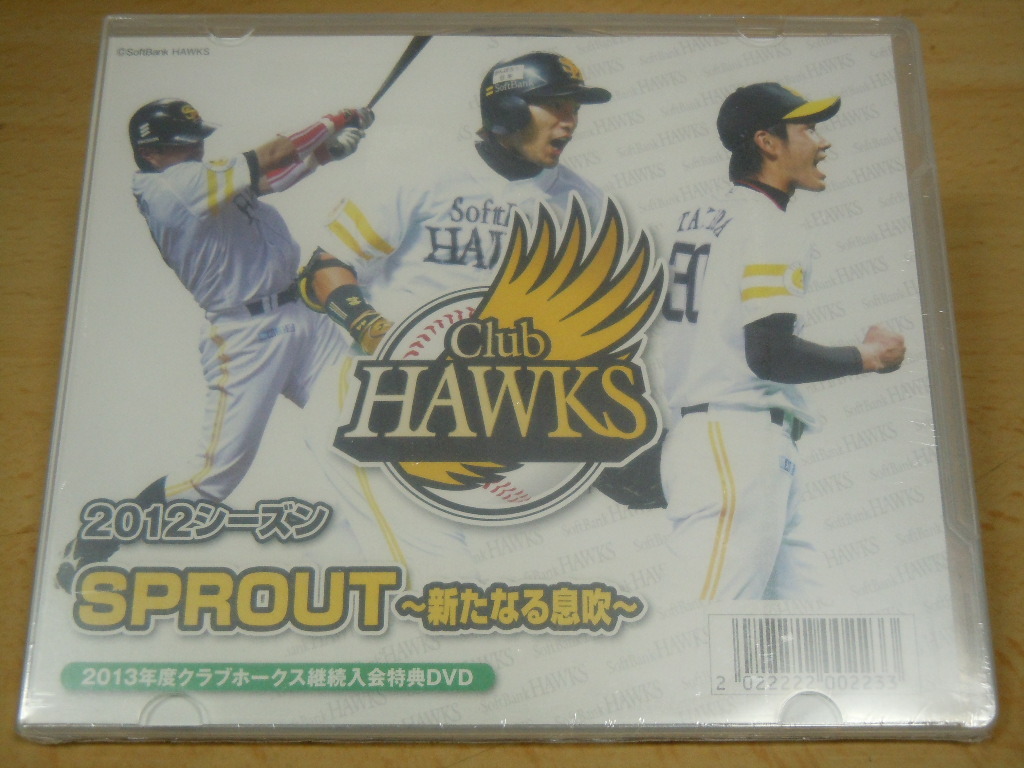 ©SoftBank HAWKS
SoftBank
Club
HAWKS
2012シーズン
SPROUT ～新たなる息吹～
2013年度クラブホークス継続入会特典DVD
2 022222 002233